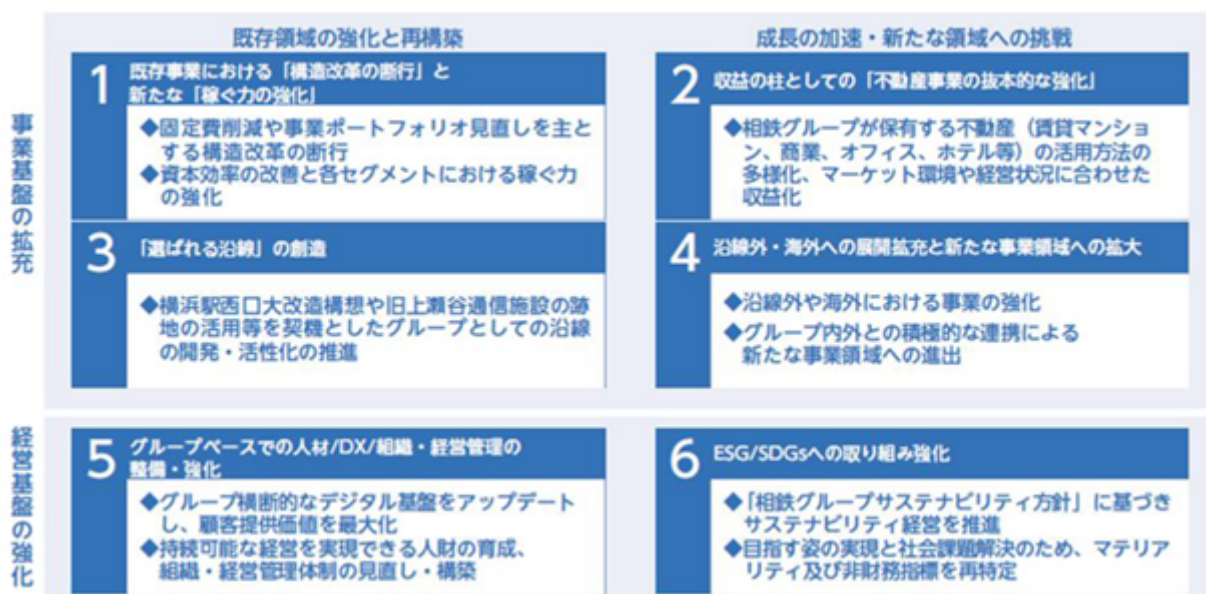 既存領域の強化と再構築
成長の加速・新たな領域への挑戦
事業基盤の拡充
1
既存事業における「構造改革の断行」と
新たな「稼ぐ力の強化」
◆固定費削減や事業ポートフォリオ見直しを主と
する構造改革の断行
◆資本効率の改善と各セグメントにおける稼ぐ力
の強化
2
収益の柱としての「不動産事業の抜本的な強化」
◆相鉄グループが保有する不動産（賃貸マンショ
ン、商業、オフィス、ホテル等）の活用方法の
多様化、マーケット環境や経営状況に合わせた
収益化
3
「選ばれる沿線」の創造
◆横浜駅西口大改造構想や旧上瀬谷通信施設の跡
地の活用等を契機としたグループとしての沿線
の開発・活性化の推進
4
沿線外・海外への展開拡充と新たな事業領域への拡大
◆沿線外や海外における事業の強化
◆グループ内外との積極的な連携による
新たな事業領域への進出
経営基盤の強化
5
グループベースでの人材/DX/組織・経営管理の
整備・強化
◆グループ横断的なデジタル基盤をアップデート
し、顧客提供価値を最大化
◆持続可能な経営を実現できる人財の育成、
組織・経営管理体制の見直し・構築
6
ESG/SDGsへの取り組み強化
◆「相鉄グループサステナビリティ方針」に基づき
サステナビリティ経営を推進
◆目指す姿の実現と社会課題解決のため、マテリア
リティ及び非財務指標を再特定